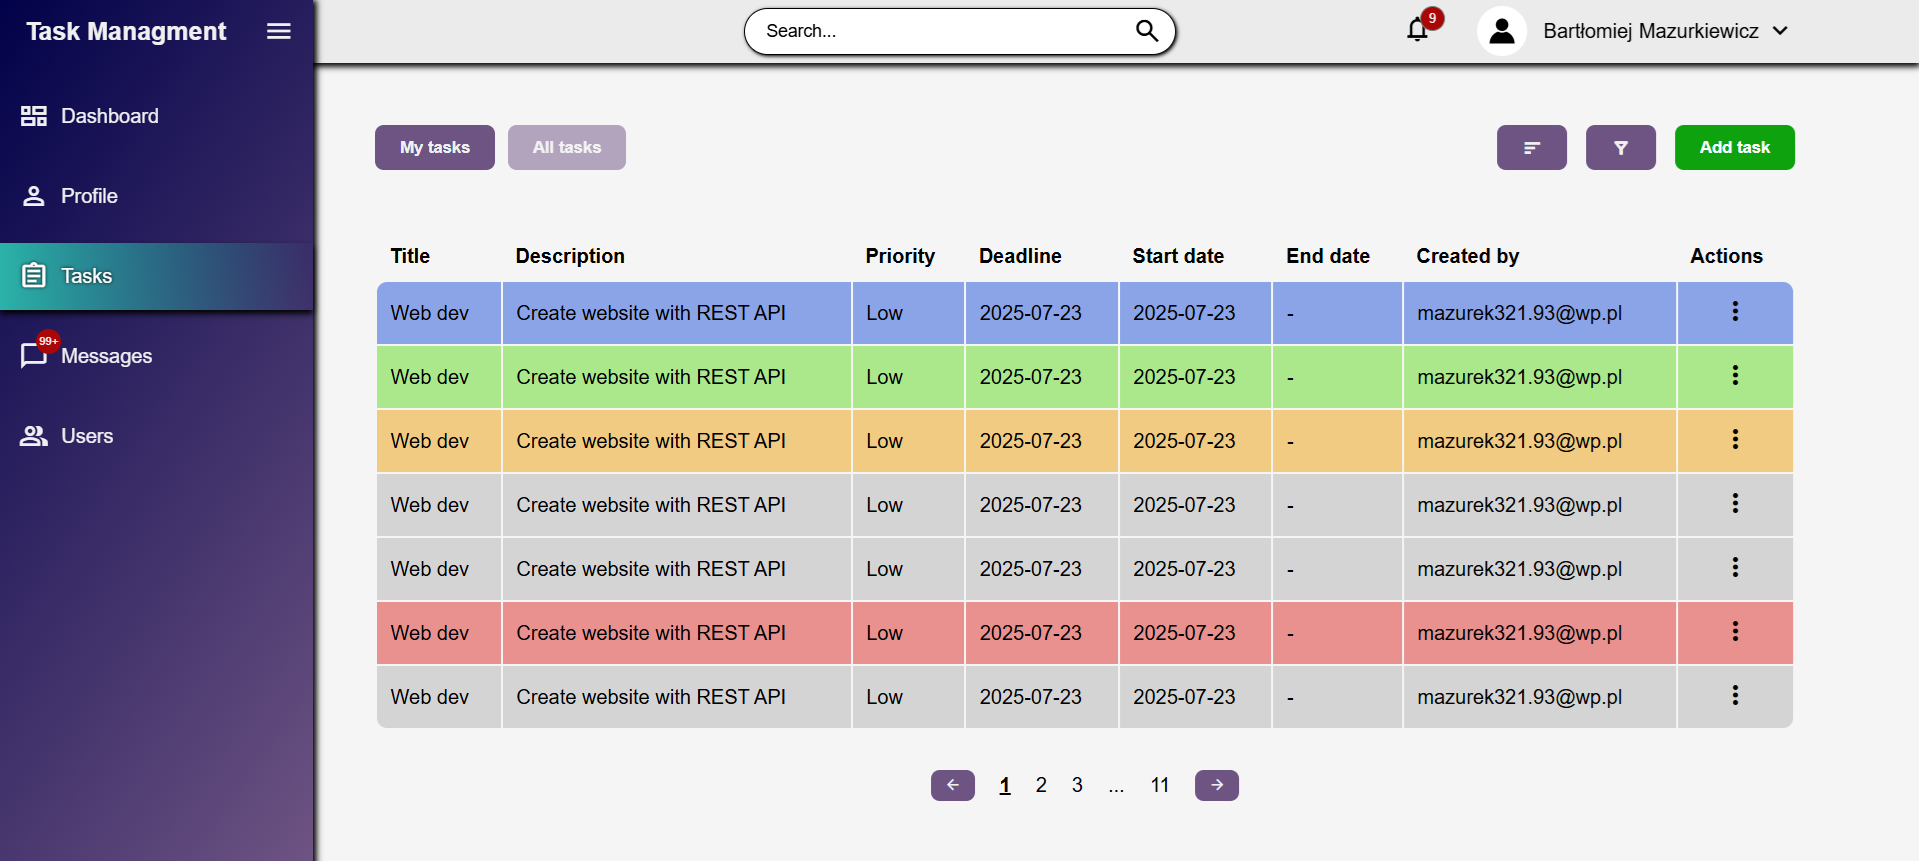 Task Managment
Search...
9
Bartłomiej Mazurkiewicz
Dashboard
Profile
Tasks
99+
Messages
Users
My tasks All tasks Add task
Title Description Priority Deadline Start date End date Created by Actions
Web dev Create website with REST API Low 2025-07-23 2025-07-23 - mazurek321.93@wp.pl
Web dev Create website with REST API Low 2025-07-23 2025-07-23 - mazurek321.93@wp.pl
Web dev Create website with REST API Low 2025-07-23 2025-07-23 - mazurek321.93@wp.pl
Web dev Create website with REST API Low 2025-07-23 2025-07-23 - mazurek321.93@wp.pl
Web dev Create website with REST API Low 2025-07-23 2025-07-23 - mazurek321.93@wp.pl
Web dev Create website with REST API Low 2025-07-23 2025-07-23 - mazurek321.93@wp.pl
Web dev Create website with REST API Low 2025-07-23 2025-07-23 - mazurek321.93@wp.pl
1 2 3 ... 11